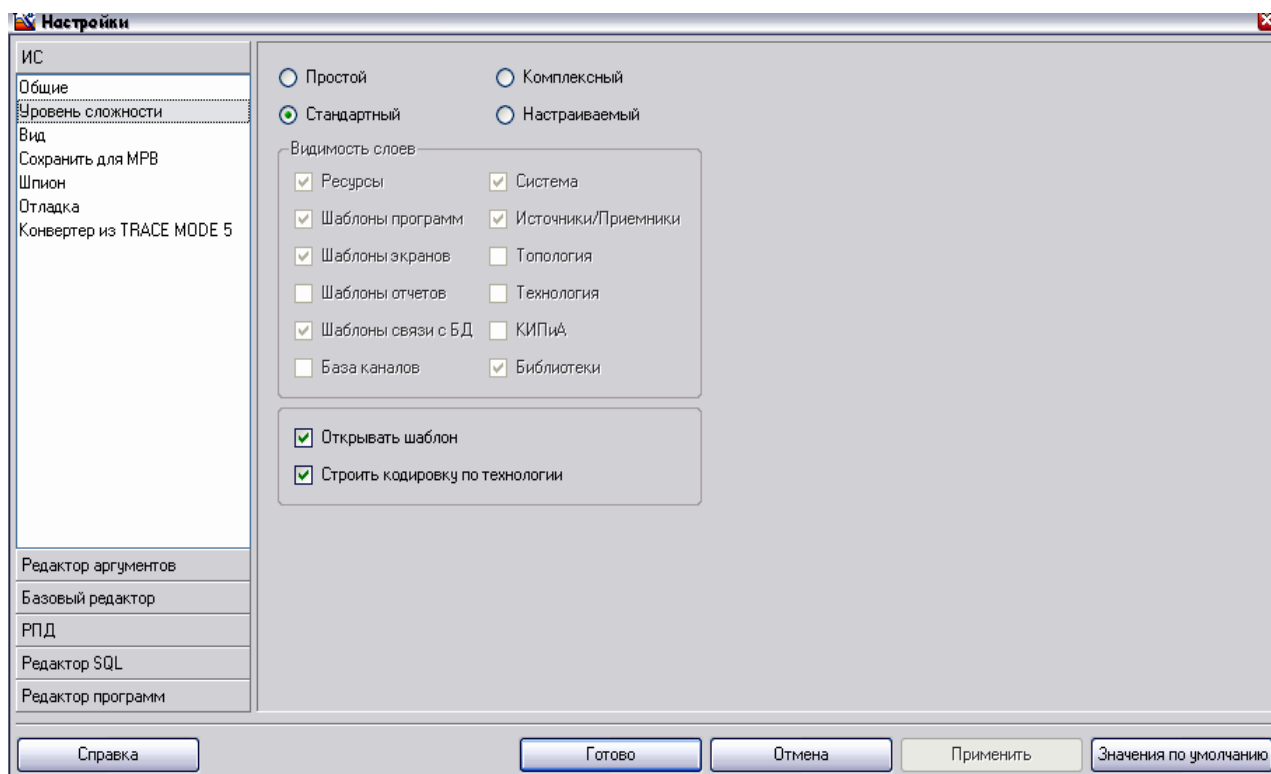 Настройки
ИС
Общие
Уровень сложности
Вид
Сохранить для МРВ
Шпион
Отладка
Конвертер из TRACE MODE 5
Редактор аргументов
Базовый редактор
РПД
Редактор SQL
Редактор программ
Простой
Комплексный
Стандартный
Настраиваемый
Видимость слоев
Ресурсы
Система
Шаблоны программ
Источники/Приемники
Шаблоны экранов
Топология
Шаблоны отчетов
Технология
Шаблоны связи с БД
КИПиА
База каналов
Библиотеки
Открывать шаблон
Строить кодировку по технологии
Справка
Готово
Отмена
Применить
Значения по умолчанию